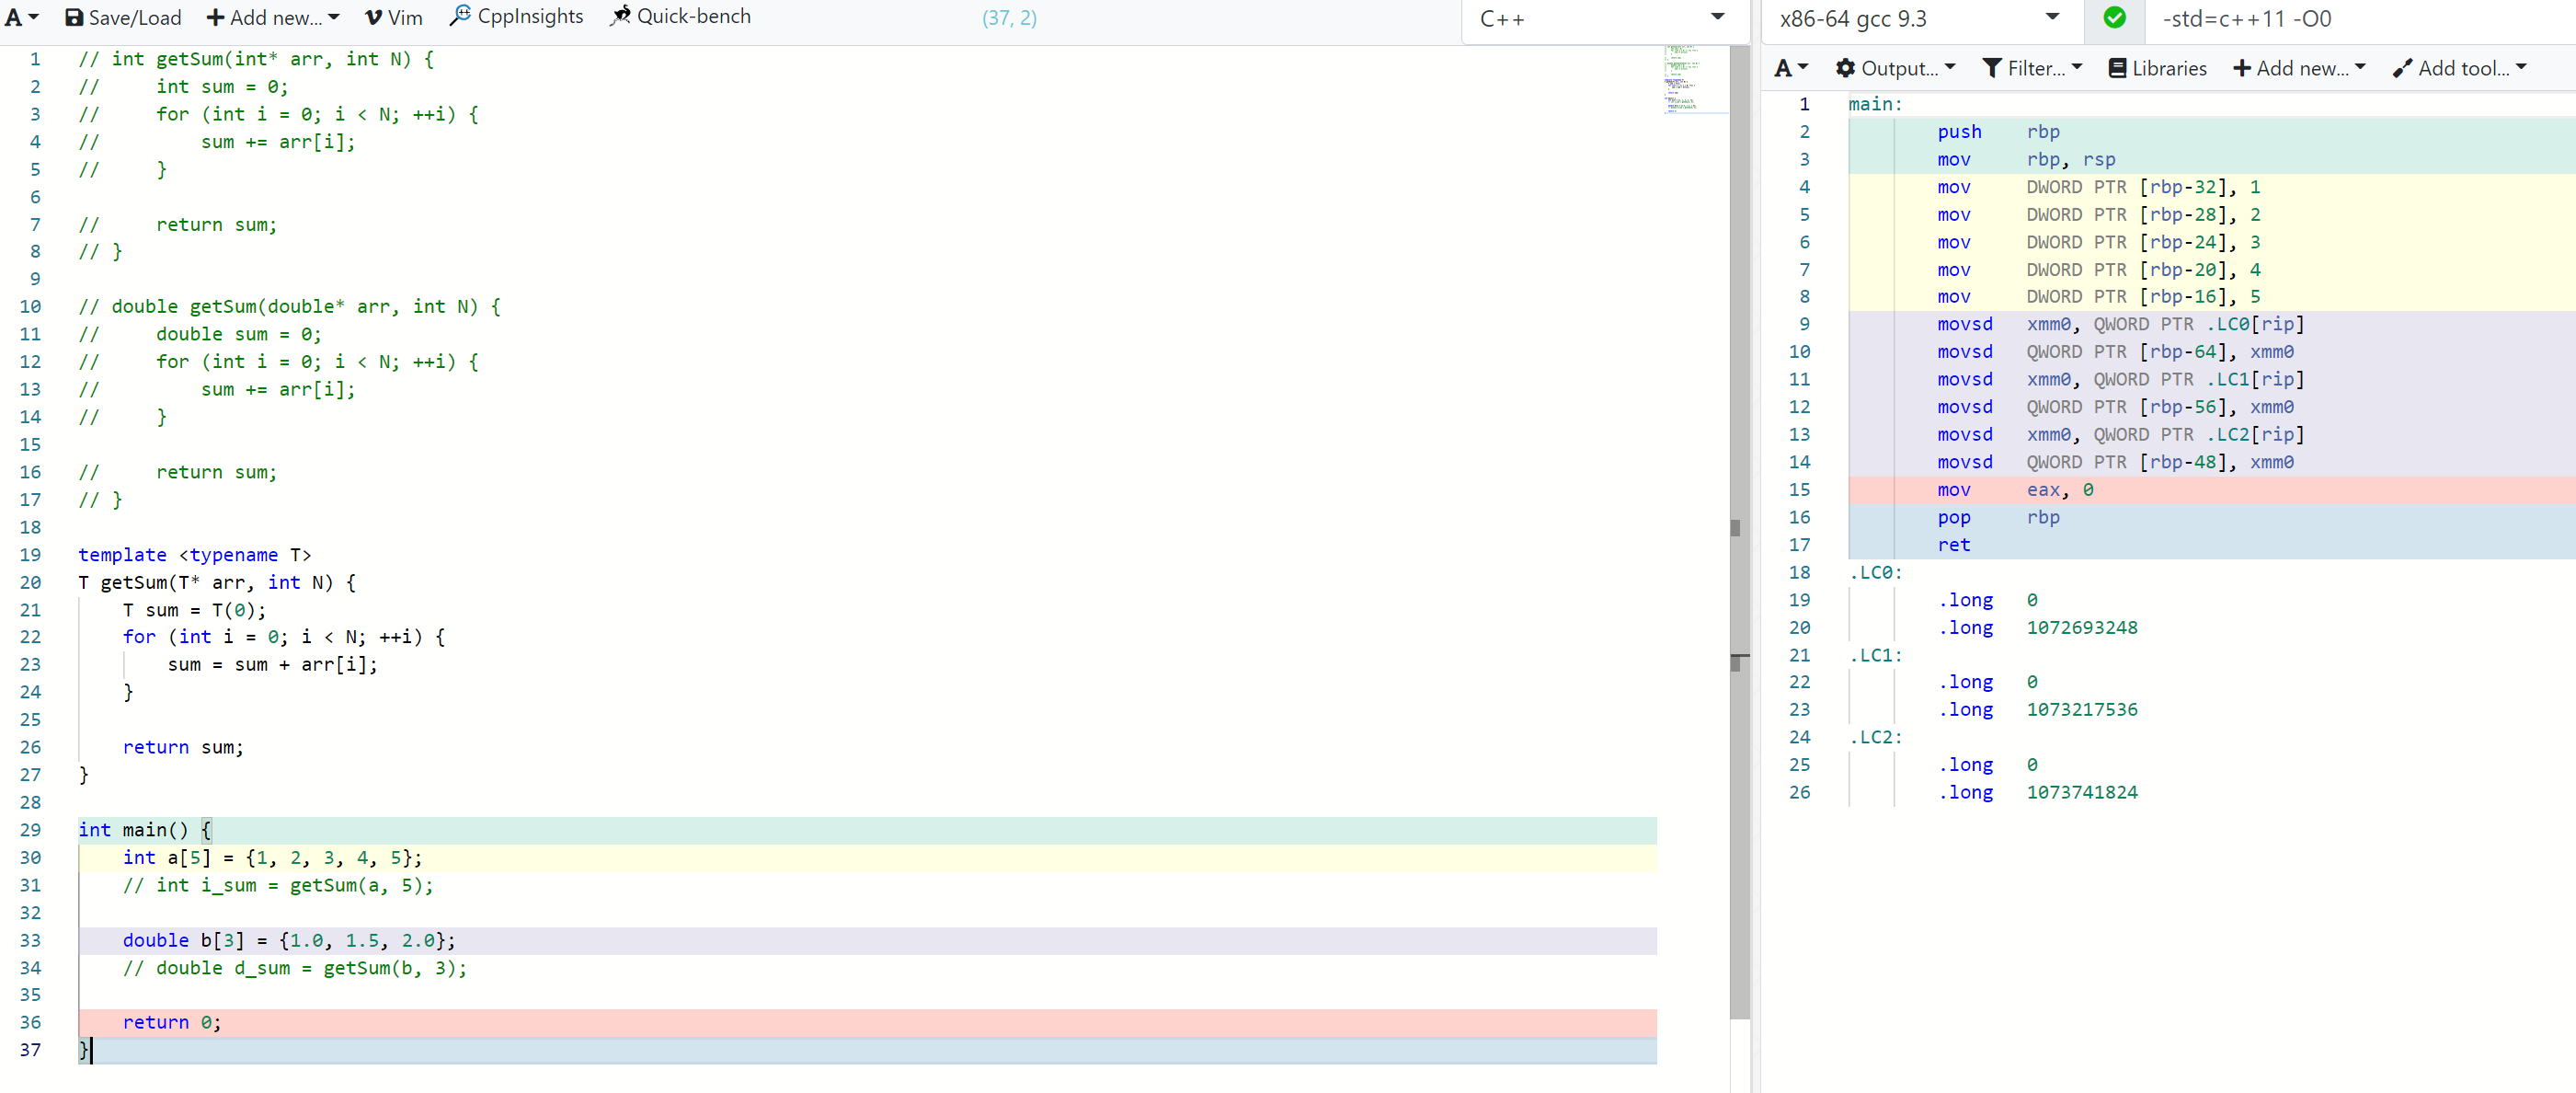 A Save/Load Add new... Vim CppInsights Quick-bench (37, 2) C++
1 // int getSum(int* arr, int N) {
2 //     int sum = 0;
3 //     for (int i = 0; i < N; ++i) {
4 //         sum += arr[i];
5 //     }
6
7 //     return sum;
8 // }
9
10 // double getSum(double* arr, int N) {
11 //     double sum = 0;
12 //     for (int i = 0; i < N; ++i) {
13 //         sum += arr[i];
14 //     }
15
16 //     return sum;
17 // }
18
19 template <typename T>
20 T getSum(T* arr, int N) {
21     T sum = T(0);
22     for (int i = 0; i < N; ++i) {
23         sum = sum + arr[i];
24     }
25
26     return sum;
27 }
28
29 int main() {
30     int a[5] = {1, 2, 3, 4, 5};
31     // int i_sum = getSum(a, 5);
32
33     double b[3] = {1.0, 1.5, 2.0};
34     // double d_sum = getSum(b, 3);
35
36     return 0;
37 }
x86-64 gcc 9.3 -std=c++11 -O0
A Output... Filter... Libraries Add new... Add tool...
1 main:
2         push    rbp
3         mov     rbp, rsp
4         mov     DWORD PTR [rbp-32], 1
5         mov     DWORD PTR [rbp-28], 2
6         mov     DWORD PTR [rbp-24], 3
7         mov     DWORD PTR [rbp-20], 4
8         mov     DWORD PTR [rbp-16], 5
9         movsd   xmm0, QWORD PTR .LC0[rip]
10         movsd   QWORD PTR [rbp-64], xmm0
11         movsd   xmm0, QWORD PTR .LC1[rip]
12         movsd   QWORD PTR [rbp-56], xmm0
13         movsd   xmm0, QWORD PTR .LC2[rip]
14         movsd   QWORD PTR [rbp-48], xmm0
15         mov     eax, 0
16         pop     rbp
17         ret
18 .LC0:
19         .long   0
20         .long   1072693248
21 .LC1:
22         .long   0
23         .long   1073217536
24 .LC2:
25         .long   0
26         .long   1073741824